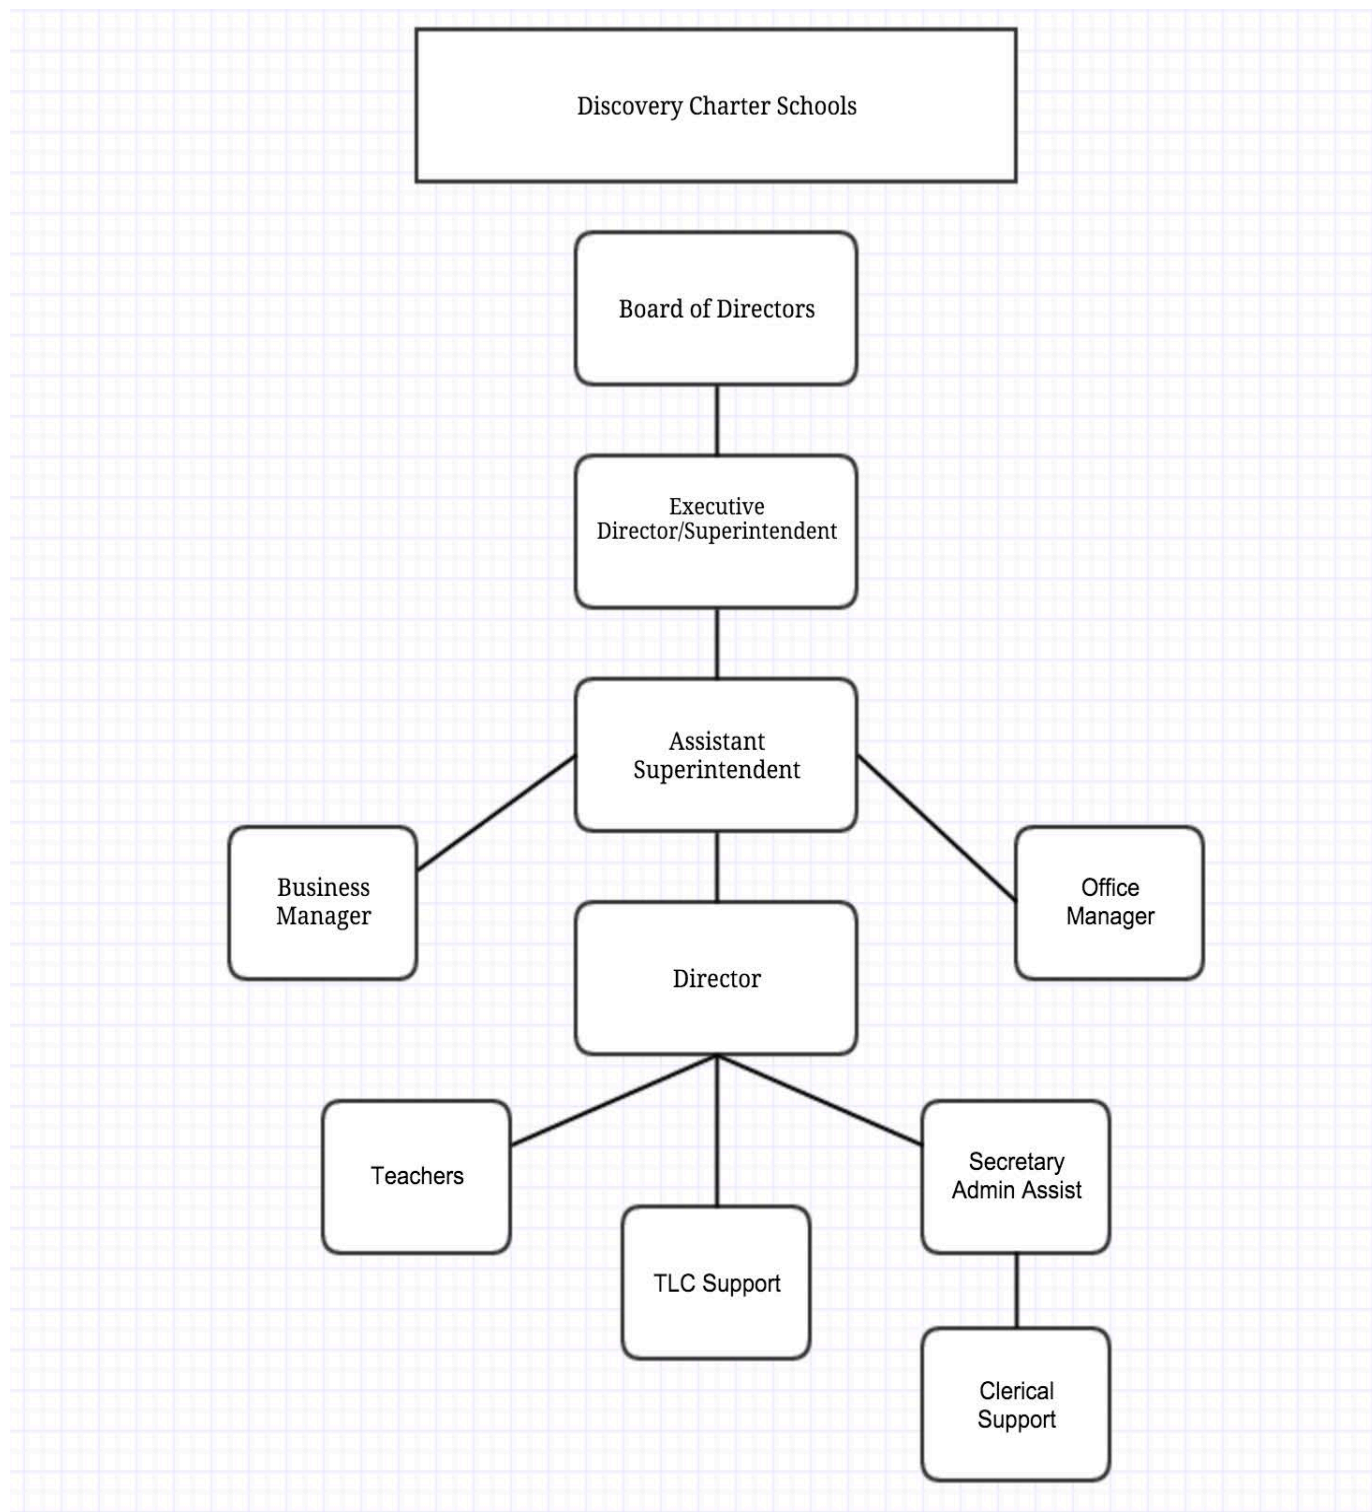 Discovery Charter Schools
Board of Directors
Executive
Director/Superintendent
Assistant
Superintendent
Business
Manager
Office
Manager
Director
Teachers
Secretary
Admin Assist
TLC Support
Clerical
Support